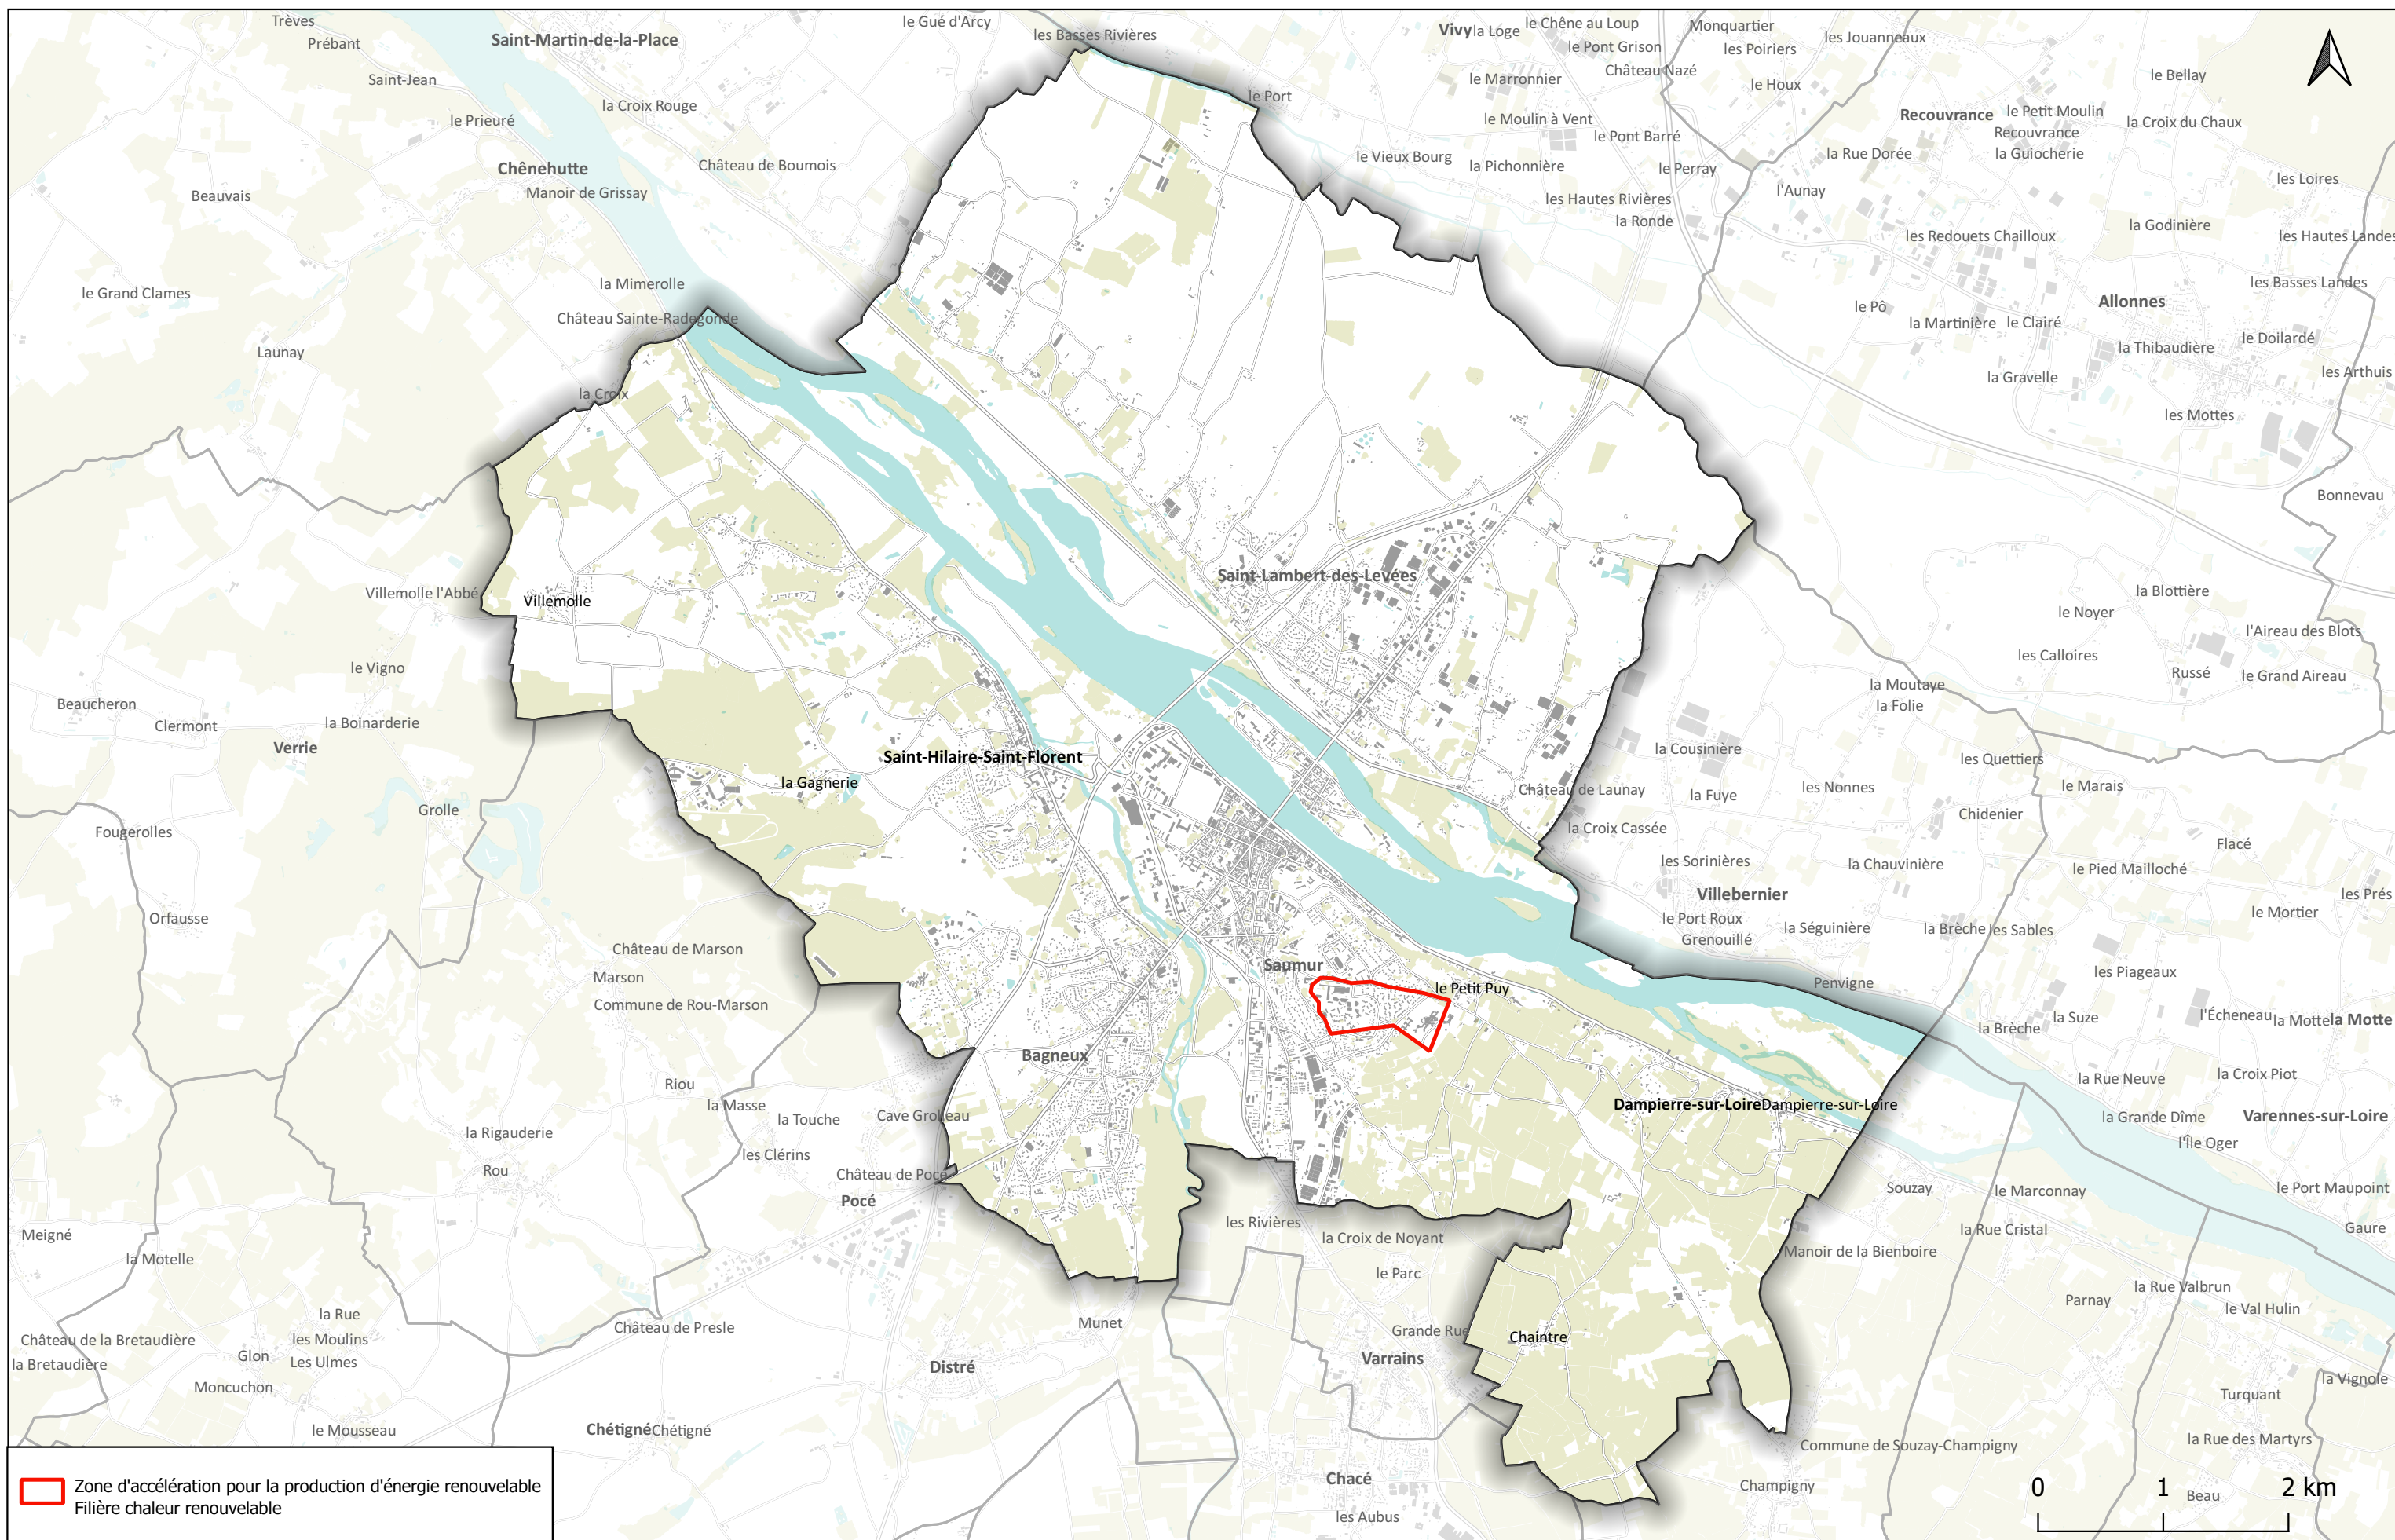 Trèves
Prébant
Saint-Martin-de-la-Place
le Gué d'Arcy
les Basses Rivières
Vivy
la Loge
le Chêne au Loup
le Pont Grison
Monquartier
les Poiriers
les Jouanneaux
Saint-Jean
la Croix Rouge
le Prieuré
le Port
le Marronnier
Château Nazé
le Houx
le Bellay
Recouvrance
le Petit Moulin
Recouvrance
la Guiocherie
la Croix du Chaux
le Moulin à Vent
le Pont Barré
la Rue Dorée
Chênehutte
Manoir de Grissay
Château de Boumois
le Vieux Bourg
la Pichonnière
le Perray
l'Aunay
les Loires
Beauvais
les Hautes Rivières
la Ronde
les Redouets Chailloux
la Godinière
les Hautes Landes
le Grand Clames
la Mimerolle
Château Sainte-Radegonde
le Pô
la Martinière
le Clairé
Allonnes
les Basses Landes
le Doilardé
Launay
la Thibaudière
la Gravelle
les Arthuis
la Croix
les Mottes
Bonnevau
Villemolle l'Abbé
Villemolle
Saint-Lambert-des-Levées
la Blottière
le Noyer
l'Aireau des Blots
les Calloires
Russé
le Grand Aireau
le Vigno
Beaucheron
Clermont
la Boinarderie
Verrie
la Moutaye
la Folie
Saint-Hilaire-Saint-Florent
la Gagnerie
la Cousinière
les Quettiers
Château de Launay
la Fuye
les Nonnes
le Marais
Grolle
Fougerolles
la Croix Cassée
Chidenier
Flacé
les Sorinières
la Chauvinière
le Pied Mailloché
les Prés
Villebernier
Orfausse
le Port Roux
Grenouillé
la Séguinière
la Brèche
les Sables
le Mortier
Château de Marson
Marson
Commune de Rou-Marson
Saumur
le Petit Puy
Penvigne
les Piageaux
la Brèche
la Suze
l'Écheneau
la Motte
la Motte
Bagneux
Riou
la Masse
la Touche
Cave Groleau
la Rue Neuve
la Croix Piot
Dampierre-sur-Loire
Dampierre-sur-Loire
la Grande Dîme
Varennes-sur-Loire
l'Île Oger
la Rigauderie
Rou
les Clérins
Château de Pocé
Pocé
Souzay
le Marconnay
le Port Maupoint
Meigné
la Motelle
les Rivières
la Croix de Noyant
la Rue Cristal
Gaure
Manoir de la Bienboire
le Parc
la Rue Valbrun
Parnay
le Val Hulin
la Rue
les Moulins
Les Ulmes
Château de la Bretaudière
la Bretaudiere
Glon
Moncuchon
Château de Presle
Munet
Grande Rue
Varrains
Chaintre
Distré
la Vignole
Turquant
le Mousseau
Chétigné
Chétigné
Commune de Souzay-Champigny
la Rue des Martyrs
Chacé
Champigny
Beau
les Aubus
Zone d'accélération pour la production d'énergie renouvelable
Filière chaleur renouvelable
0 1 2 km